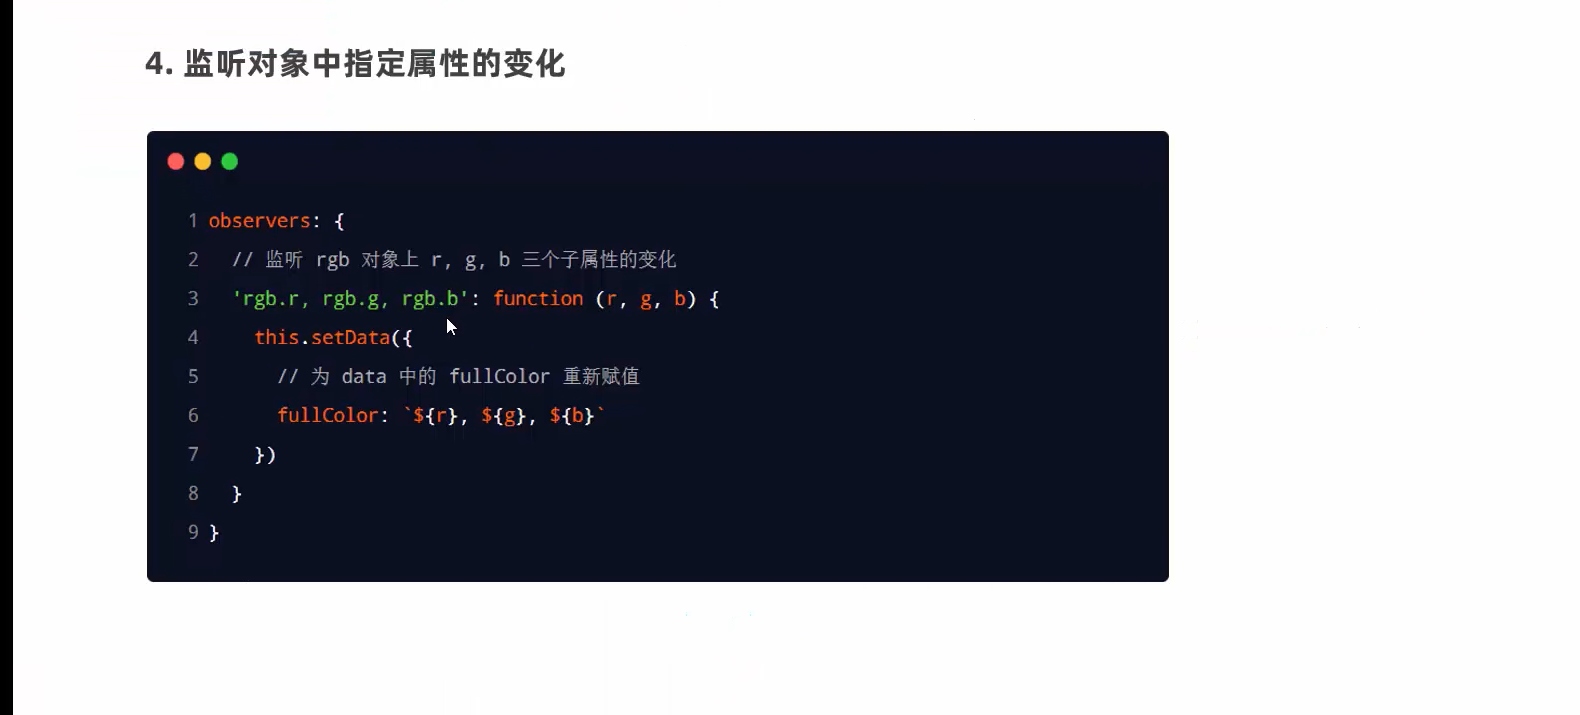 4. 监听对象中指定属性的变化
1 observers: {
2 // 监听 rgb 对象上 r, g, b 三个子属性的变化
3 'rgb.r, rgb.g, rgb.b': function (r, g, b) {
4 this.setData({
5 // 为 data 中的 fullColor 重新赋值
6 fullColor: `${r}, ${g}, ${b}`
7 })
8 }
9 }